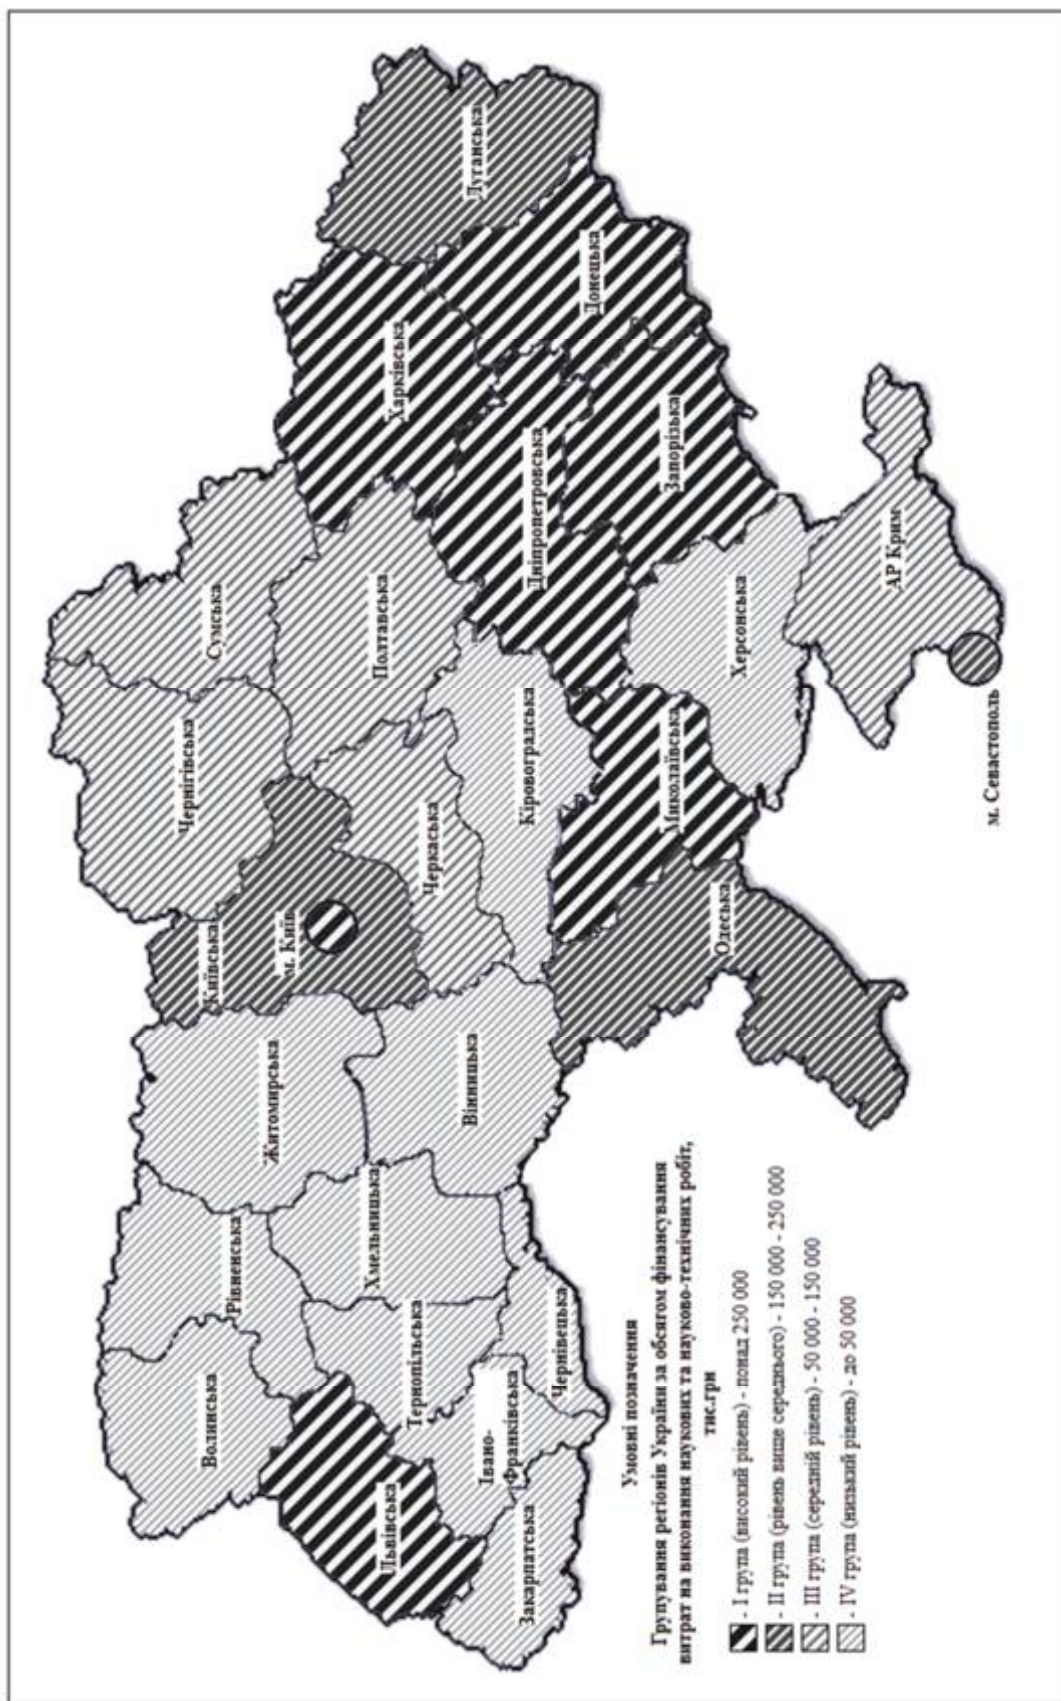 Волинська
Рівненська
Житомирська
Київська
м. Київ
Чернігівська
Сумська
Львівська
Тернопільська
Хмельницька
Вінницька
Черкаська
Полтавська
Харківська
Луганська
Закарпатська
Івано-
Франківська
Чернівецька
Кіровоградська
Дніпропетровська
Донецька
Одеська
Миколаївська
Запорізька
Херсонська
АР Крим
м. Севастополь
Умовні позначення
Групування регіонів України за обсягом фінансування
витрат на виконання наукових та науково-технічних робіт,
тис.грн
- I група (високий рівень) - понад 250 000
- II група (рівень вище середнього) - 150 000 - 250 000
- III група (середній рівень) - 50 000 - 150 000
- IV група (низький рівень) - до 50 000